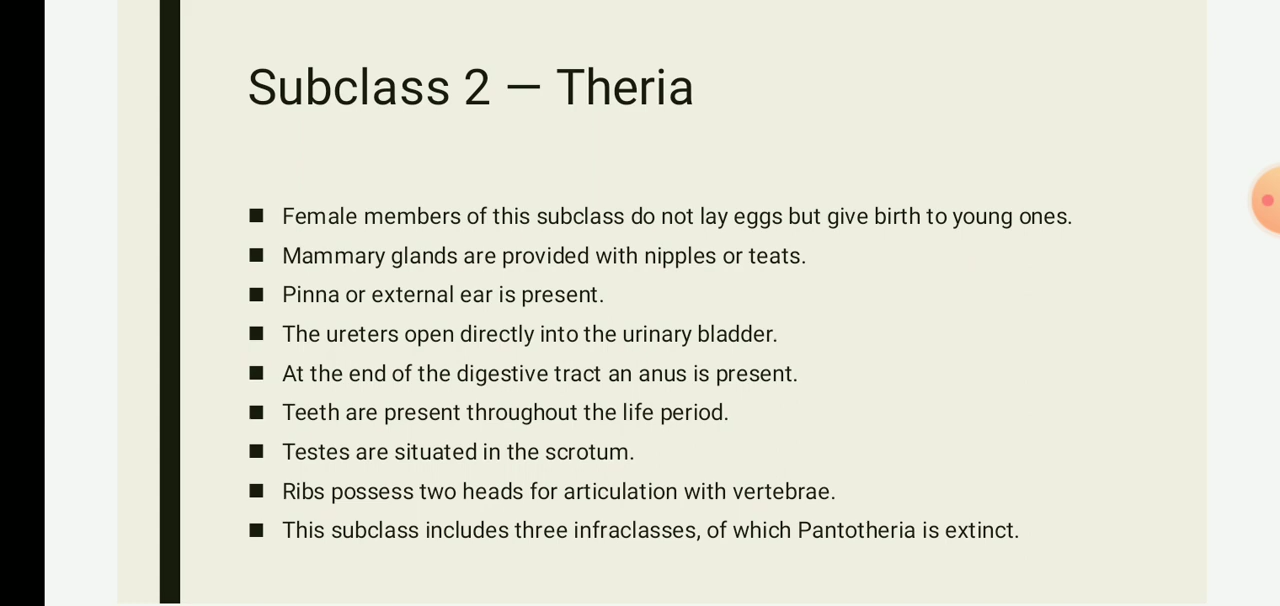 Subclass 2 — Theria
■ Female members of this subclass do not lay eggs but give birth to young ones.
■ Mammary glands are provided with nipples or teats.
■ Pinna or external ear is present.
■ The ureters open directly into the urinary bladder.
■ At the end of the digestive tract an anus is present.
■ Teeth are present throughout the life period.
■ Testes are situated in the scrotum.
■ Ribs possess two heads for articulation with vertebrae.
■ This subclass includes three infraclasses, of which Pantotheria is extinct.